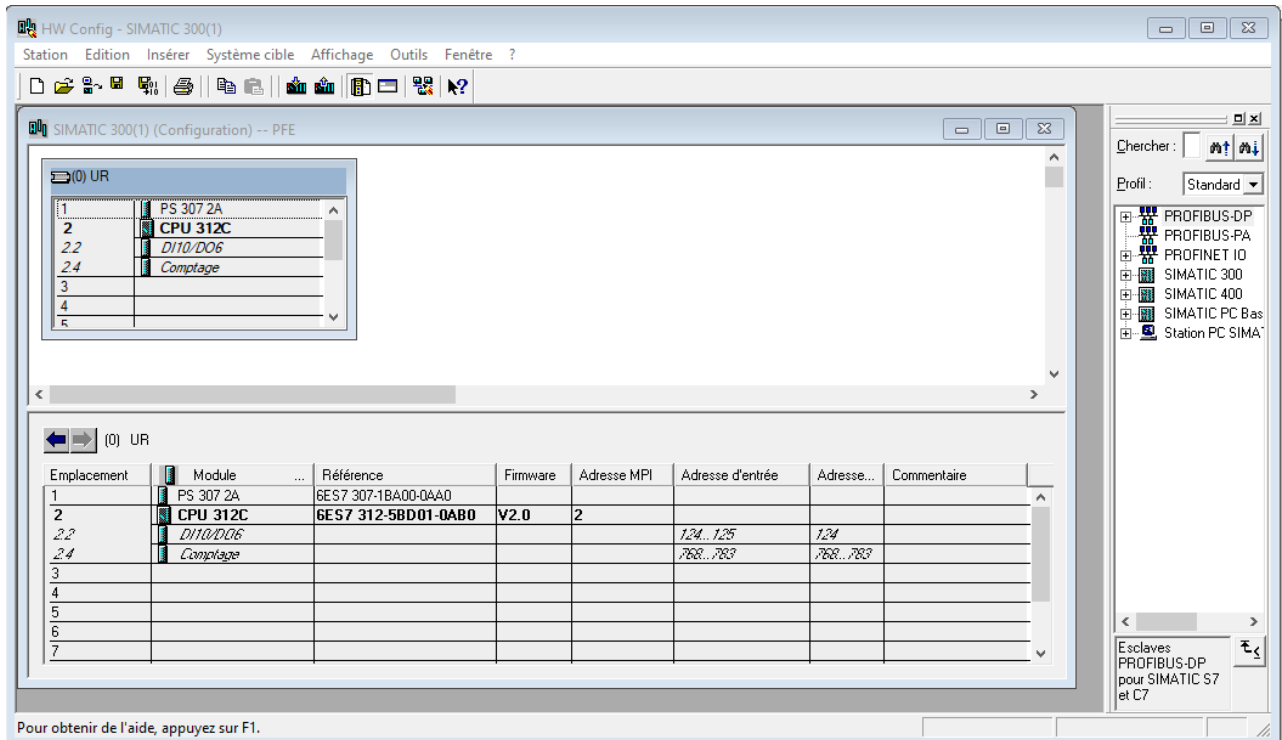 HW Config - SIMATIC 300(1)
Station Edition Insérer Système cible Affichage Outils Fenêtre ?
SIMATIC 300(1) (Configuration) -- PFE
(0) UR
1 PS 307 2A
2 CPU 312C
2.2 DI10/DO6
2.4 Comptage
3
4
5
(0) UR
Emplacement Module ... Référence Firmware Adresse MPI Adresse d'entrée Adresse... Commentaire
1 PS 307 2A 6ES7 307-1BA00-0AA0
2 CPU 312C 6ES7 312-5BD01-0AB0 V2.0 2
2.2 DI10/DO6 124...125 124
2.4 Comptage 768...783 768...783
3
4
5
6
7
Chercher :
Profil : Standard
PROFIBUS-DP
PROFIBUS-PA
PROFINET IO
SIMATIC 300
SIMATIC 400
SIMATIC PC Bas
Station PC SIMAT
Esclaves
PROFIBUS-DP
pour SIMATIC S7
et C7
Pour obtenir de l'aide, appuyez sur F1.